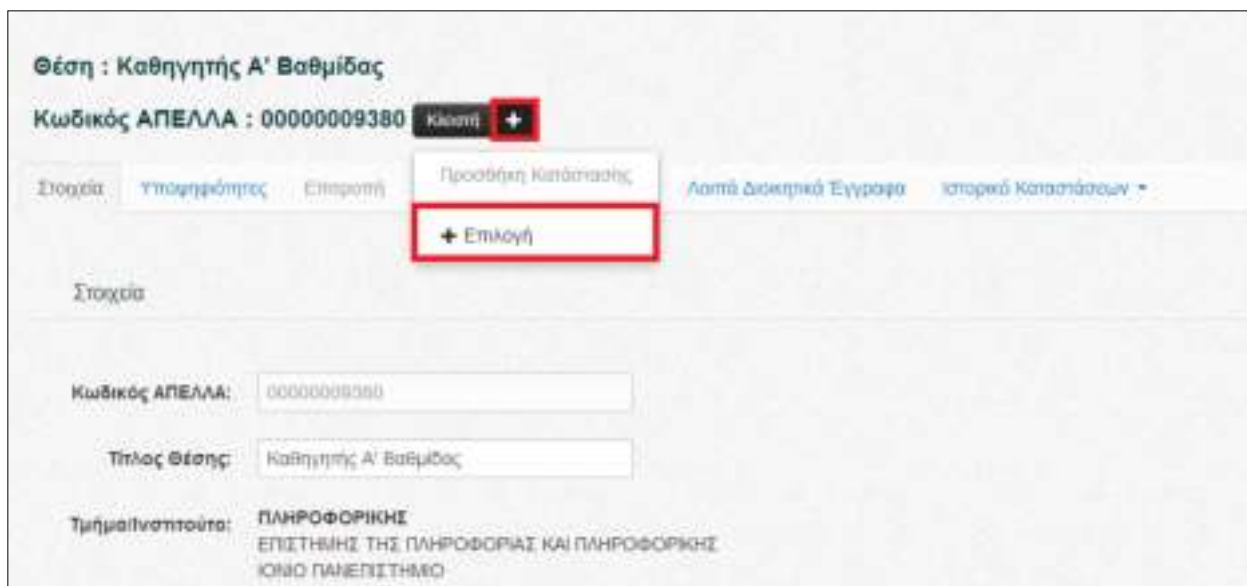 Θέση : Καθηγητής Α' Βαθμίδας
Κωδικός ΑΠΕΛΛΑ : 00000009380 Κλειστή +
Στοιχεία Υποψηφιότητες Επιτροπή Προσθήκη Κατάστασης Λοιπά Διοικητικά Έγγραφα Ιστορικό Καταστάσεων
+ Επιλογή
Στοιχεία
Κωδικός ΑΠΕΛΛΑ: 00000009380
Τίτλος Θέσης: Καθηγητής Α' Βαθμίδας
Τμήμα/Ινστιτούτο: ΠΛΗΡΟΦΟΡΙΚΗΣ
ΕΠΙΣΤΗΜΗΣ ΤΗΣ ΠΛΗΡΟΦΟΡΙΑΣ ΚΑΙ ΠΛΗΡΟΦΟΡΙΚΗΣ
ΙΟΝΙΟ ΠΑΝΕΠΙΣΤΗΜΙΟ